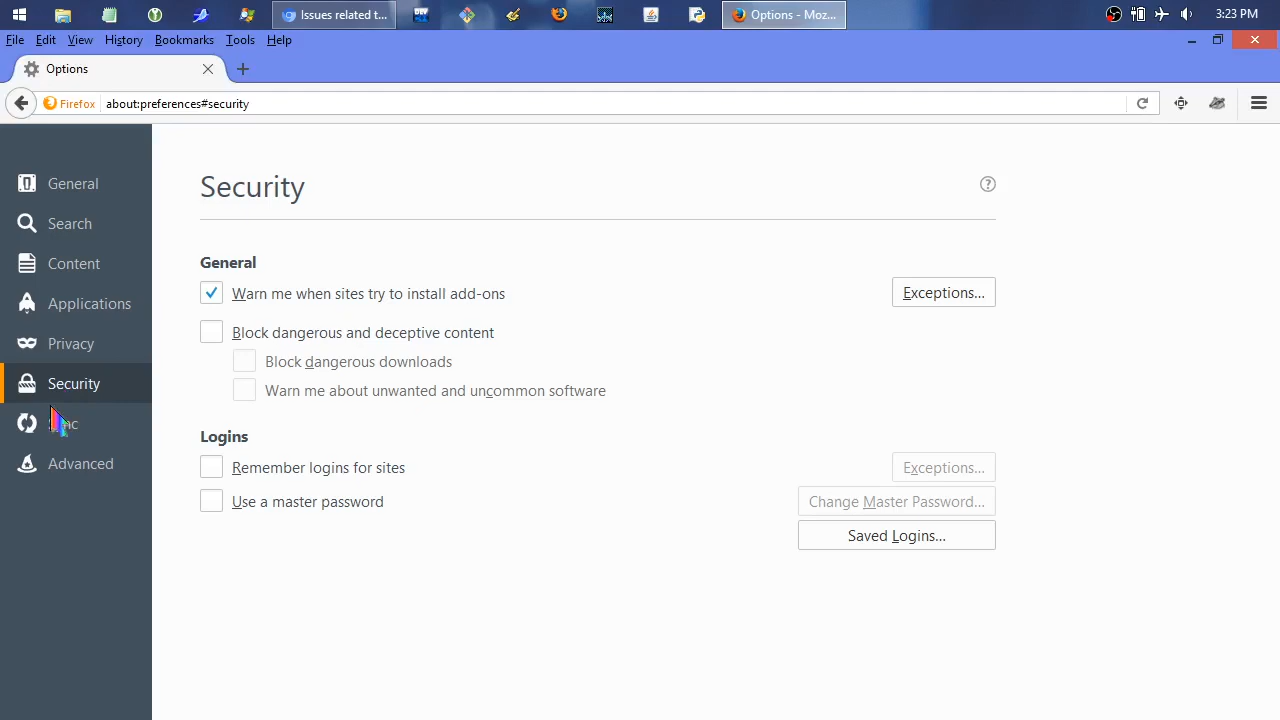 Issues related t...
Options - Moz...
3:23 PM
File Edit View History Bookmarks Tools Help
Options
Firefox about:preferences#security
General
Search
Content
Applications
Privacy
Security
Advanced
Security
General
Warn me when sites try to install add-ons
Exceptions...
Block dangerous and deceptive content
Block dangerous downloads
Warn me about unwanted and uncommon software
Logins
Remember logins for sites
Exceptions...
Use a master password
Change Master Password...
Saved Logins...